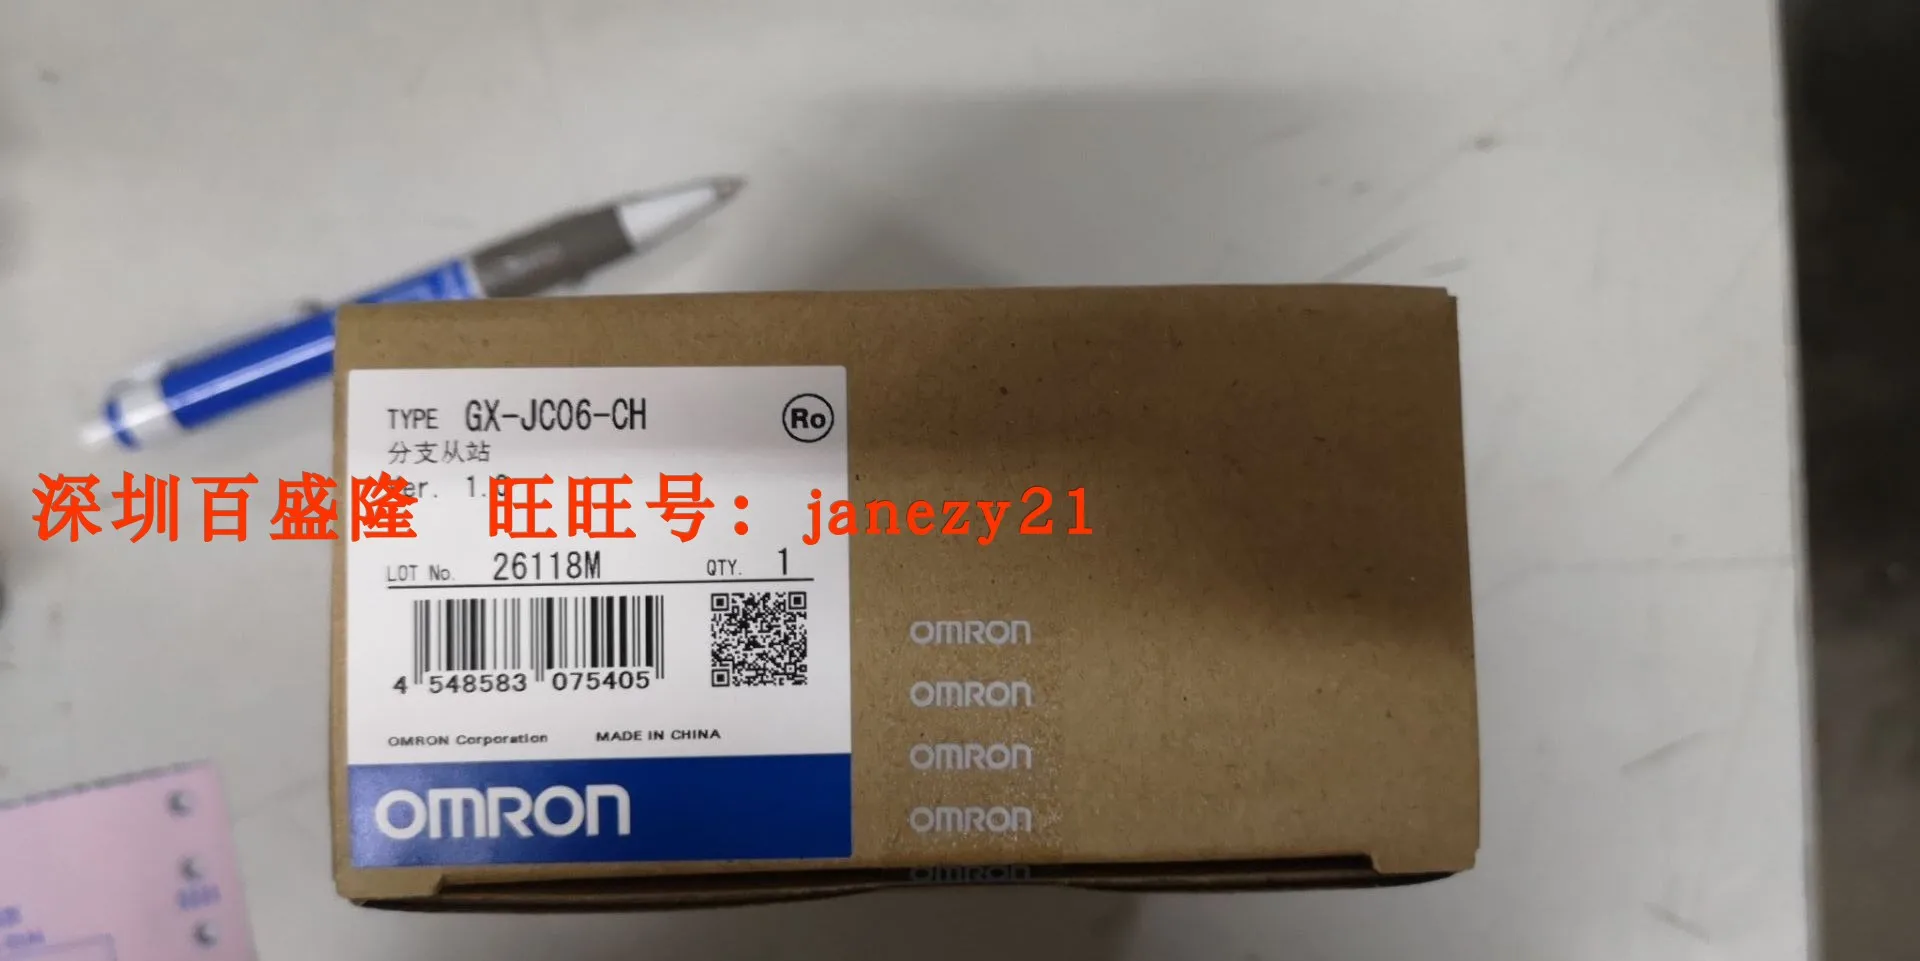 TYPE GX-JC06-CH
Ro
分支从站
深圳百盛隆 旺旺号：janezy21
LOT No. 26118M QTY. 1
4 548583 075405
OMRON Corporation MADE IN CHINA
OMRON
OMRON
OMRON
OMRON
OMRON
OMRON